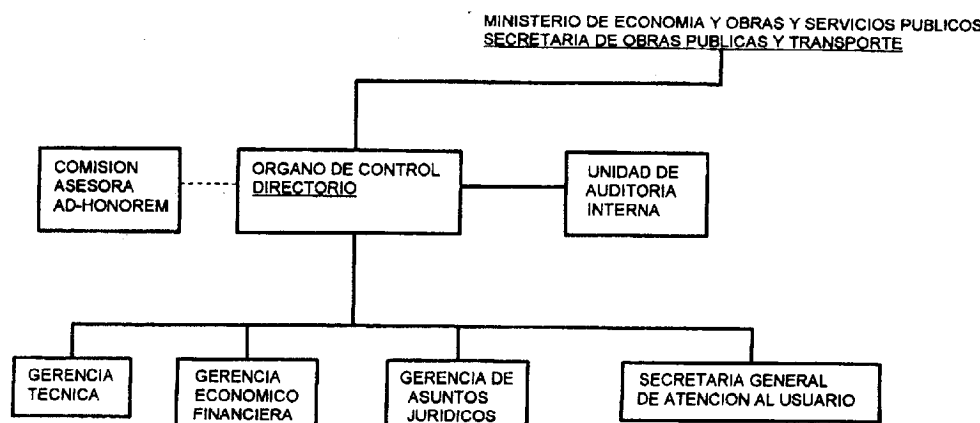 MINISTERIO DE ECONOMIA Y OBRAS Y SERVICIOS PUBLICOS
SECRETARIA DE OBRAS PUBLICAS Y TRANSPORTE
COMISION
ASESORA
AD-HONOREM
ORGANO DE CONTROL
DIRECTORIO
UNIDAD DE
AUDITORIA
INTERNA
GERENCIA
TECNICA
GERENCIA
ECONOMICO
FINANCIERA
GERENCIA DE
ASUNTOS
JURIDICOS
SECRETARIA GENERAL
DE ATENCION AL USUARIO